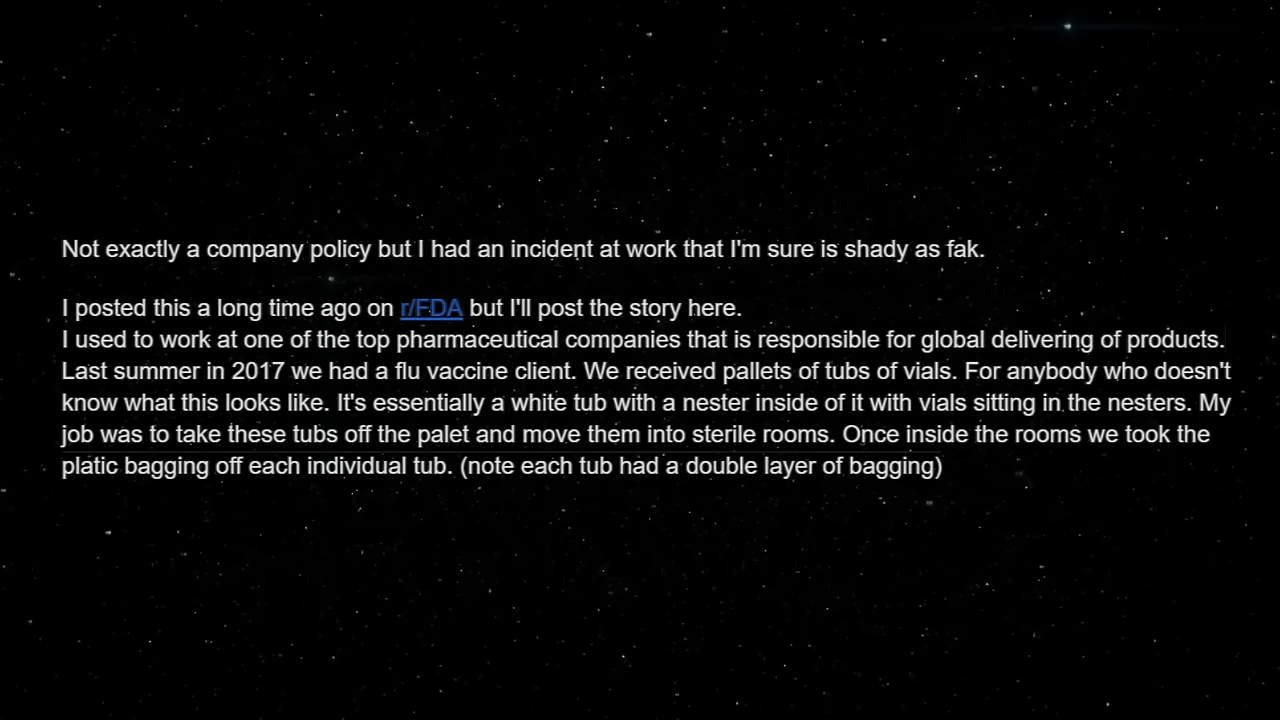 Not exactly a company policy but I had an incident at work that I'm sure is shady as fak.
I posted this a long time ago on r/FDA but I'll post the story here.
I used to work at one of the top pharmaceutical companies that is responsible for global delivering of products.
Last summer in 2017 we had a flu vaccine client. We received pallets of tubs of vials. For anybody who doesn't
know what this looks like. It's essentially a white tub with a nester inside of it with vials sitting in the nesters. My
job was to take these tubs off the palet and move them into sterile rooms. Once inside the rooms we took the
platic bagging off each individual tub. (note each tub had a double layer of bagging)